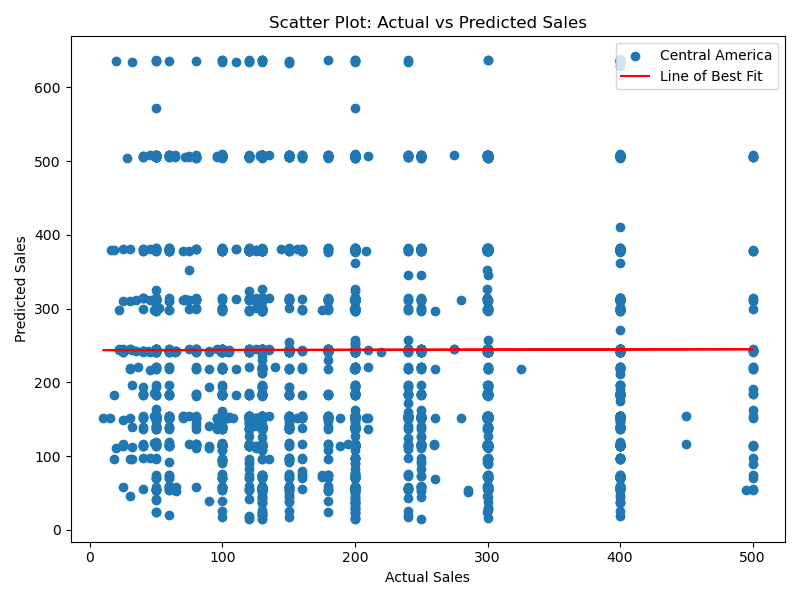 Scatter Plot: Actual vs Predicted Sales
Central America
Line of Best Fit
600
500
400
300
200
100
0
Predicted Sales
0 100 200 300 400 500
Actual Sales